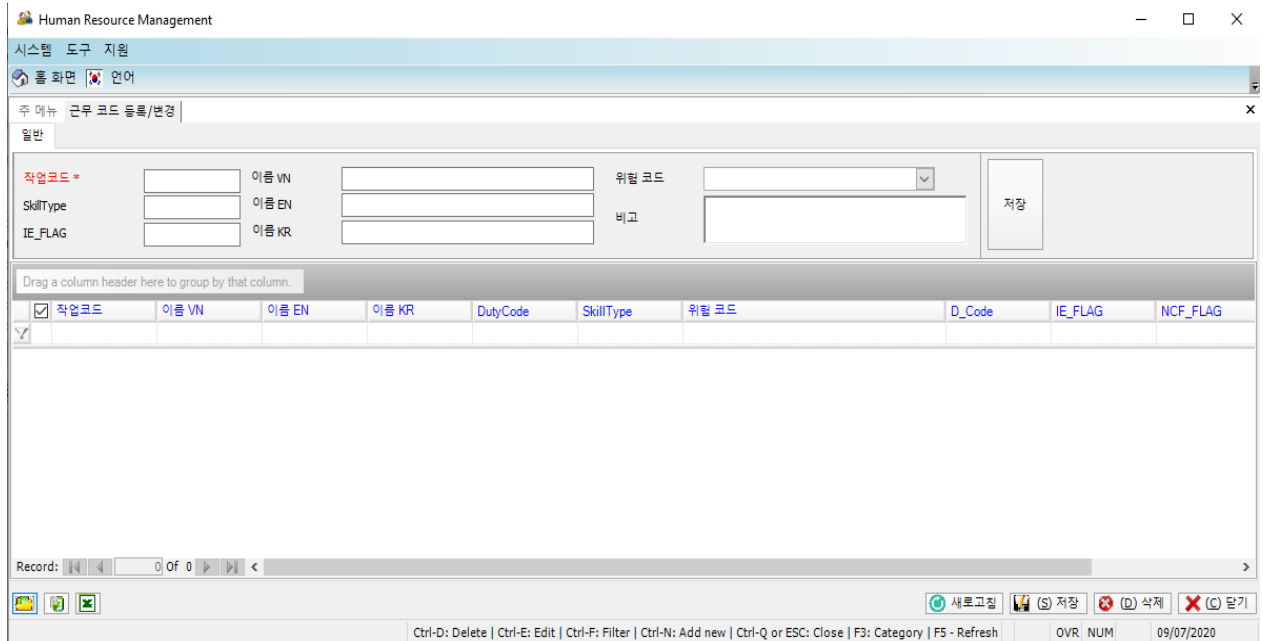 Human Resource Management
시스템 도구 지원
홈 화면 언어
주 메뉴 근무 코드 등록/변경
일반
작업코드 * 이름 VN 위험 코드
SkillType 이름 EN 비고 저장
IE_FLAG 이름 KR
Drag a column header here to group by that column.
작업코드 이름 VN 이름 EN 이름 KR DutyCode SkillType 위험 코드 D_Code IE_FLAG NCF_FLAG
Record: 0 Of 0
새로고침 (S) 저장 (D) 삭제 (C) 닫기
Ctrl-D: Delete | Ctrl-E: Edit | Ctrl-F: Filter | Ctrl-N: Add new | Ctrl-Q or ESC: Close | F3: Category | F5 - Refresh OVR NUM 09/07/2020